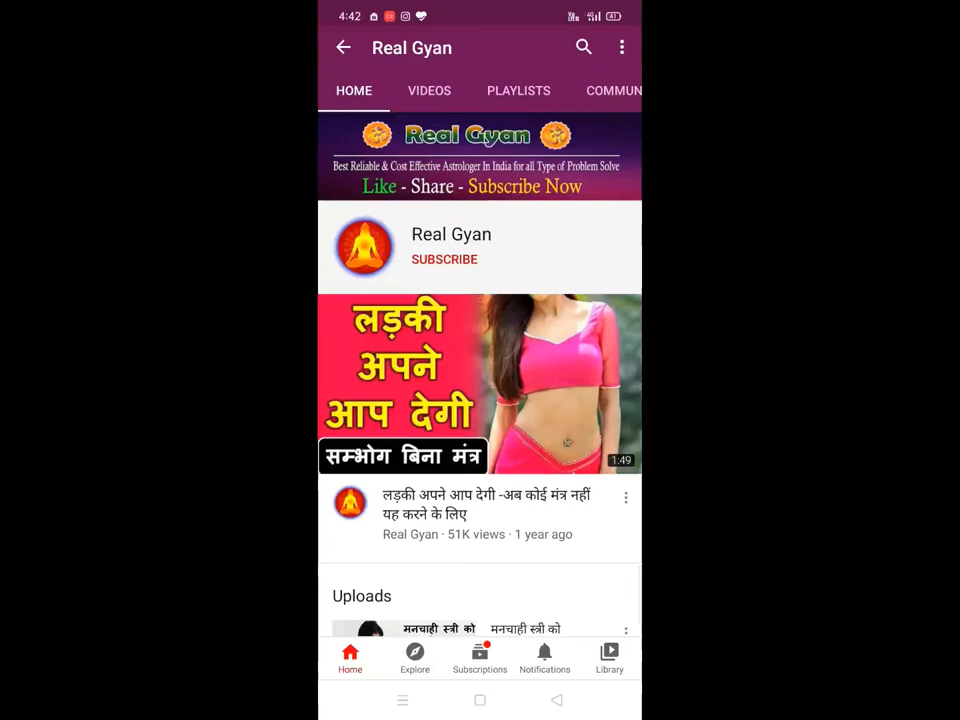 4:42
41
Real Gyan
HOME VIDEOS PLAYLISTS COMMUN
Real Gyan
Best Reliable & Cost Effective Astrologer In India for all Type of Problem Solve
Like - Share - Subscribe Now
Real Gyan
SUBSCRIBE
लड़की
अपने
आप देगी
सम्भोग बिना मंत्र
1:49
लड़की अपने आप देगी -अब कोई मंत्र नहीं
यह करने के लिए
Real Gyan · 51K views · 1 year ago
Uploads
मनचाही स्त्री को
मनचाही स्त्री को
Home Explore Subscriptions Notifications Library